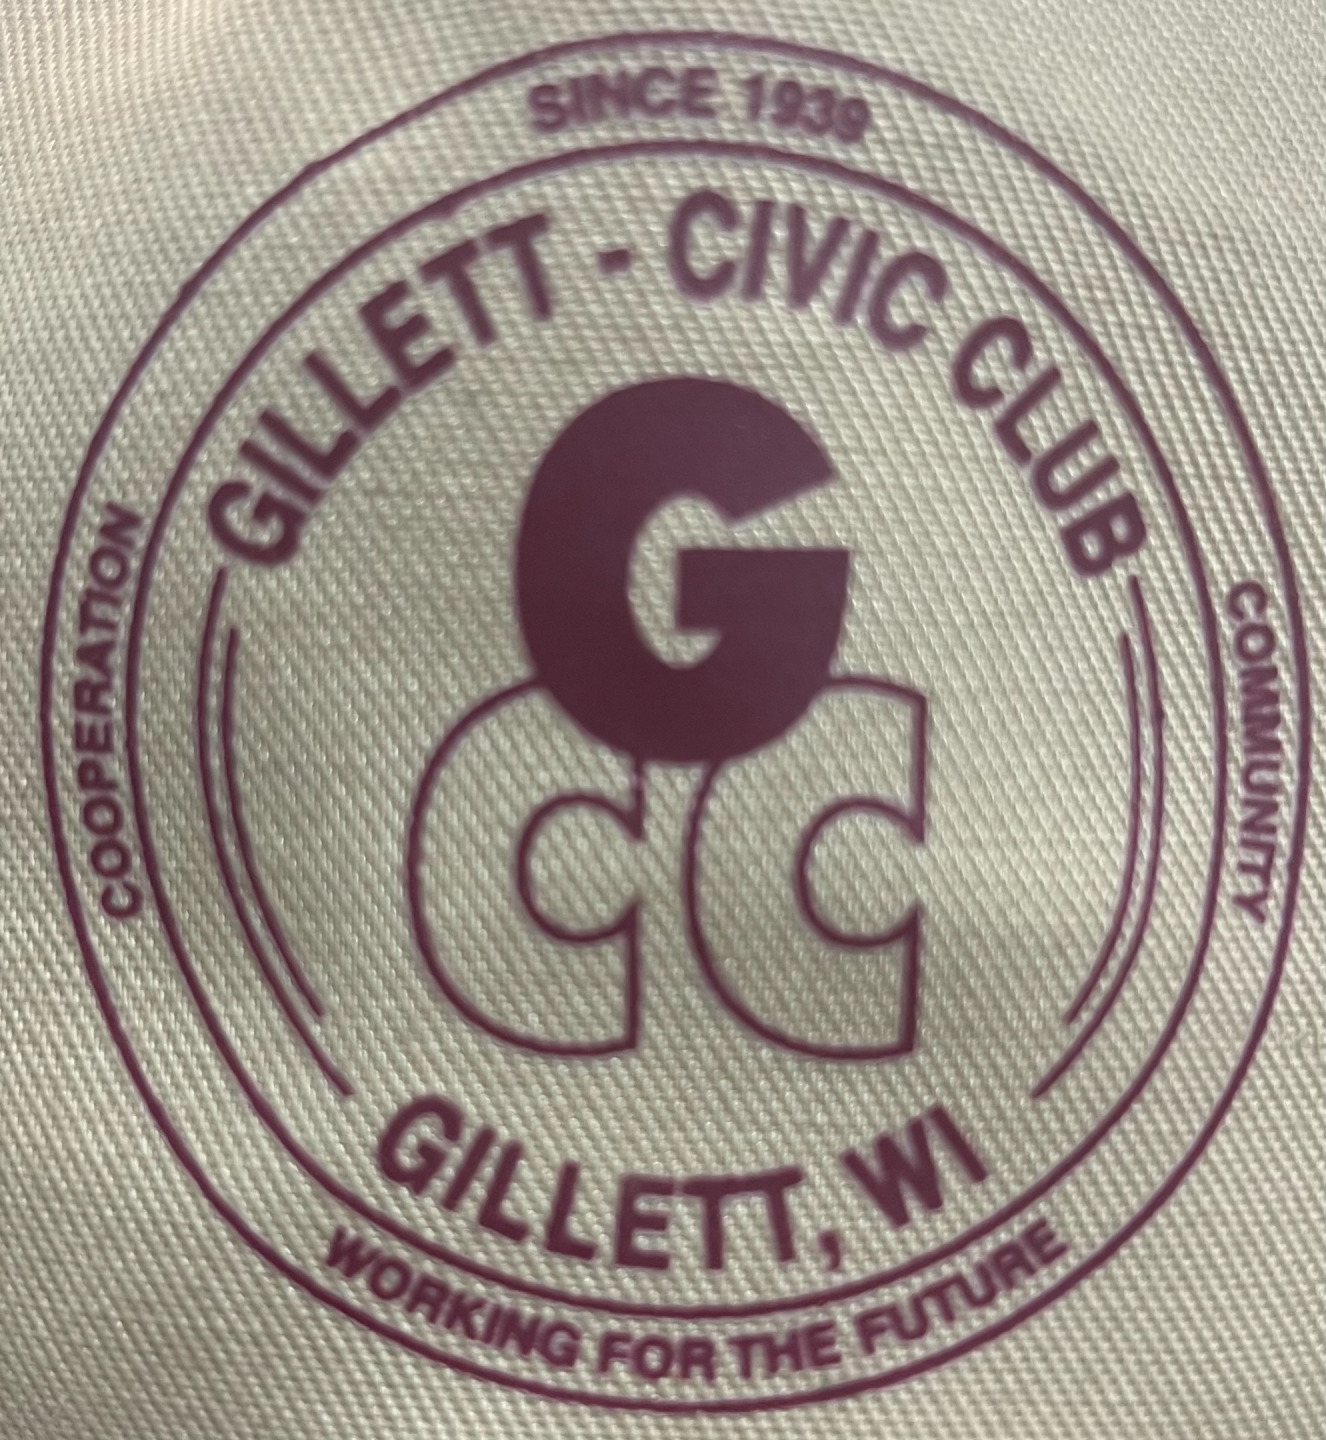 SINCE 1939
GILLETT - CIVIC CLUB
COOPERATION
COMMUNITY
G
CC
GILLETT, WI
WORKING FOR THE FUTURE